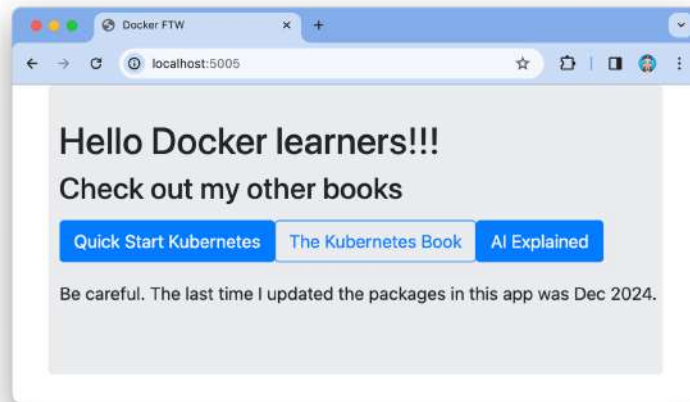 Docker FTW
localhost:5005
Hello Docker learners!!!
Check out my other books
Quick Start Kubernetes The Kubernetes Book AI Explained
Be careful. The last time I updated the packages in this app was Dec 2024.